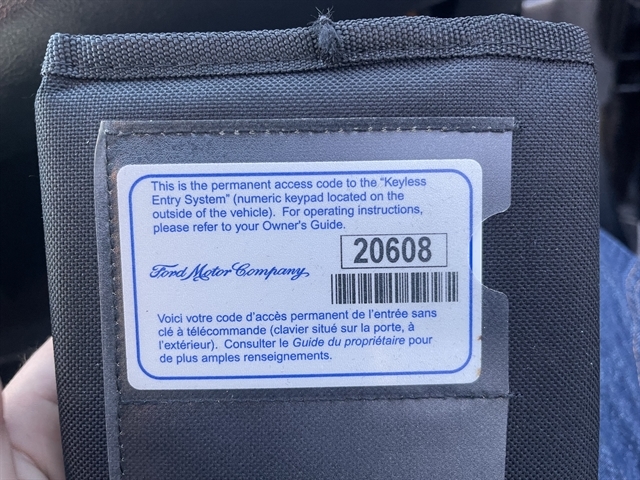 This is the permanent access code to the “Keyless
Entry System” (numeric keypad located on the
outside of the vehicle). For operating instructions,
please refer to your Owner's Guide.
20608
Ford Motor Company
Voici votre code d'accès permanent de l'entrée sans
clé à télécommande (clavier situé sur la porte, à
l'extérieur). Consulter le Guide du propriétaire pour
de plus amples renseignements.